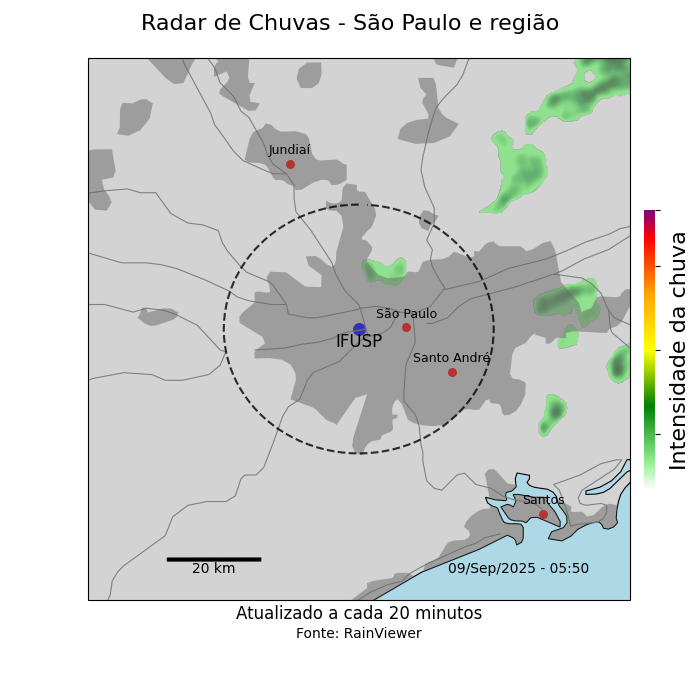 Radar de Chuvas - São Paulo e região
Jundiaí
São Paulo
IFUSP
Santo André
Santos
20 km
09/Sep/2025 - 05:50
Intensidade da chuva
Atualizado a cada 20 minutos
Fonte: RainViewer